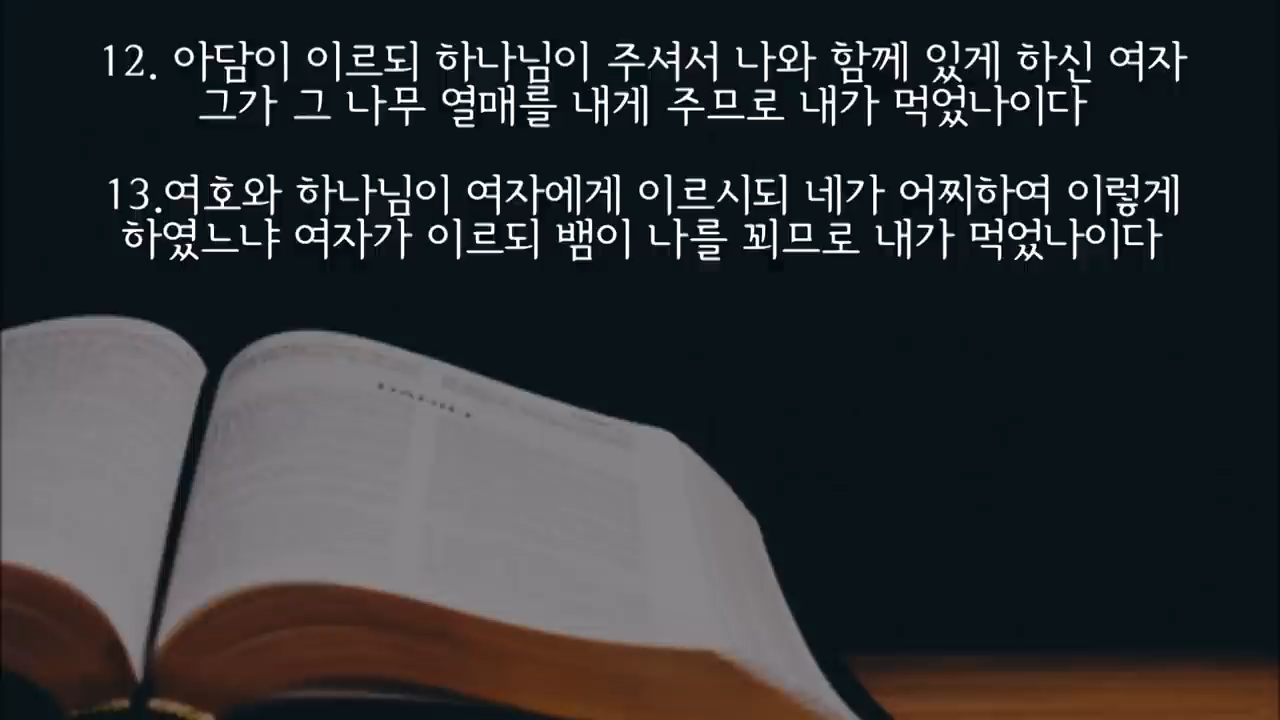 12. 아담이 이르되 하나님이 주셔서 나와 함께 있게 하신 여자
그가 그 나무 열매를 내게 주므로 내가 먹었나이다
13.여호와 하나님이 여자에게 이르시되 네가 어찌하여 이렇게
하였느냐 여자가 이르되 뱀이 나를 꾀므로 내가 먹었나이다